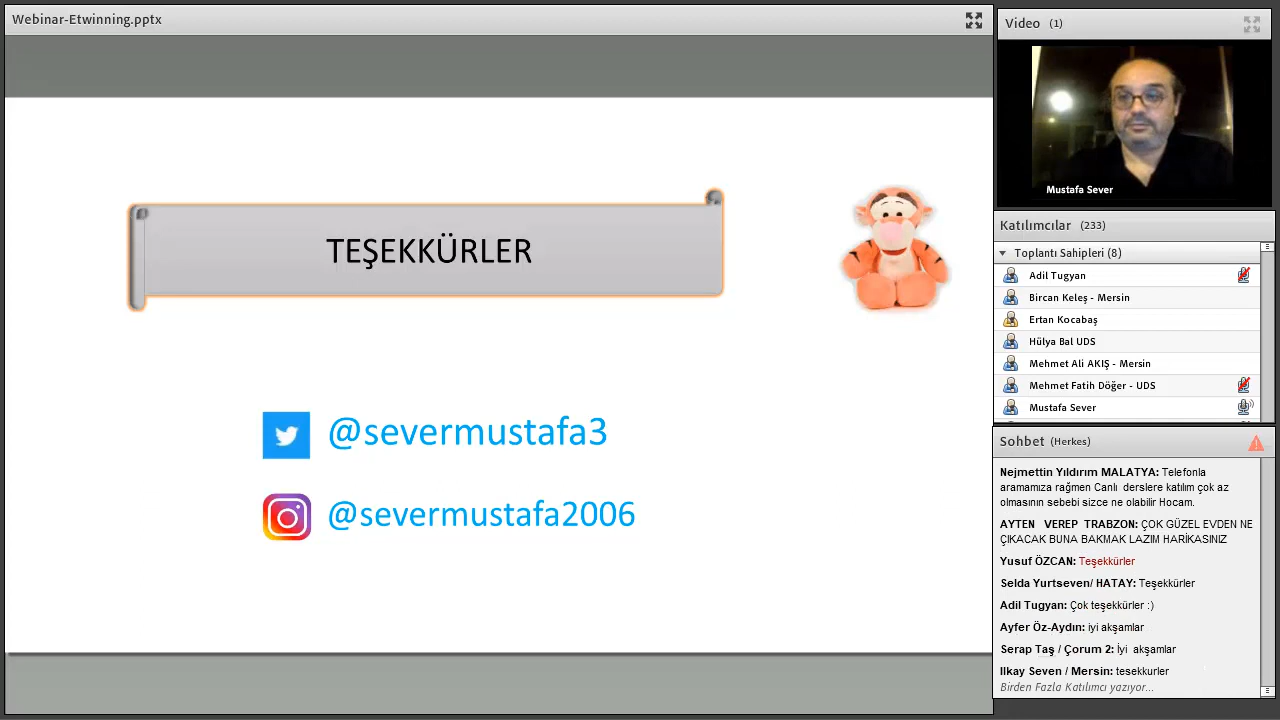 Webinar-Etwinning.pptx
TEŞEKKÜRLER
@severmustafa3
@severmustafa2006
Video (1)
Mustafa Sever
Katılımcılar (233)
Toplantı Sahipleri (8)
Adil Tugyan
Bircan Keleş - Mersin
Ertan Kocabaş
Hülya Bal UDS
Mehmet Ali AKIŞ - Mersin
Mehmet Fatih Döğer - UDS
Mustafa Sever
Sohbet (Herkes)
Nejmettin Yıldırım MALATYA: Telefonla
aramamıza rağmen Canlı derslere katılım çok az
olmasının sebebi sizce ne olabilir Hocam.
AYTEN VEREP TRABZON: ÇOK GÜZEL EVDEN NE
ÇIKACAK BUNA BAKMAK LAZIM HARİKASINIZ
Yusuf ÖZCAN: Teşekkürler
Selda Yurtseven/ HATAY: Teşekkürler
Adil Tugyan: Çok teşekkürler :)
Ayfer Öz-Aydın: iyi akşamlar
Serap Taş / Çorum 2: İyi akşamlar
Ilkay Seven / Mersin: tesekkurler
Birden Fazla Katılımcı yazıyor...